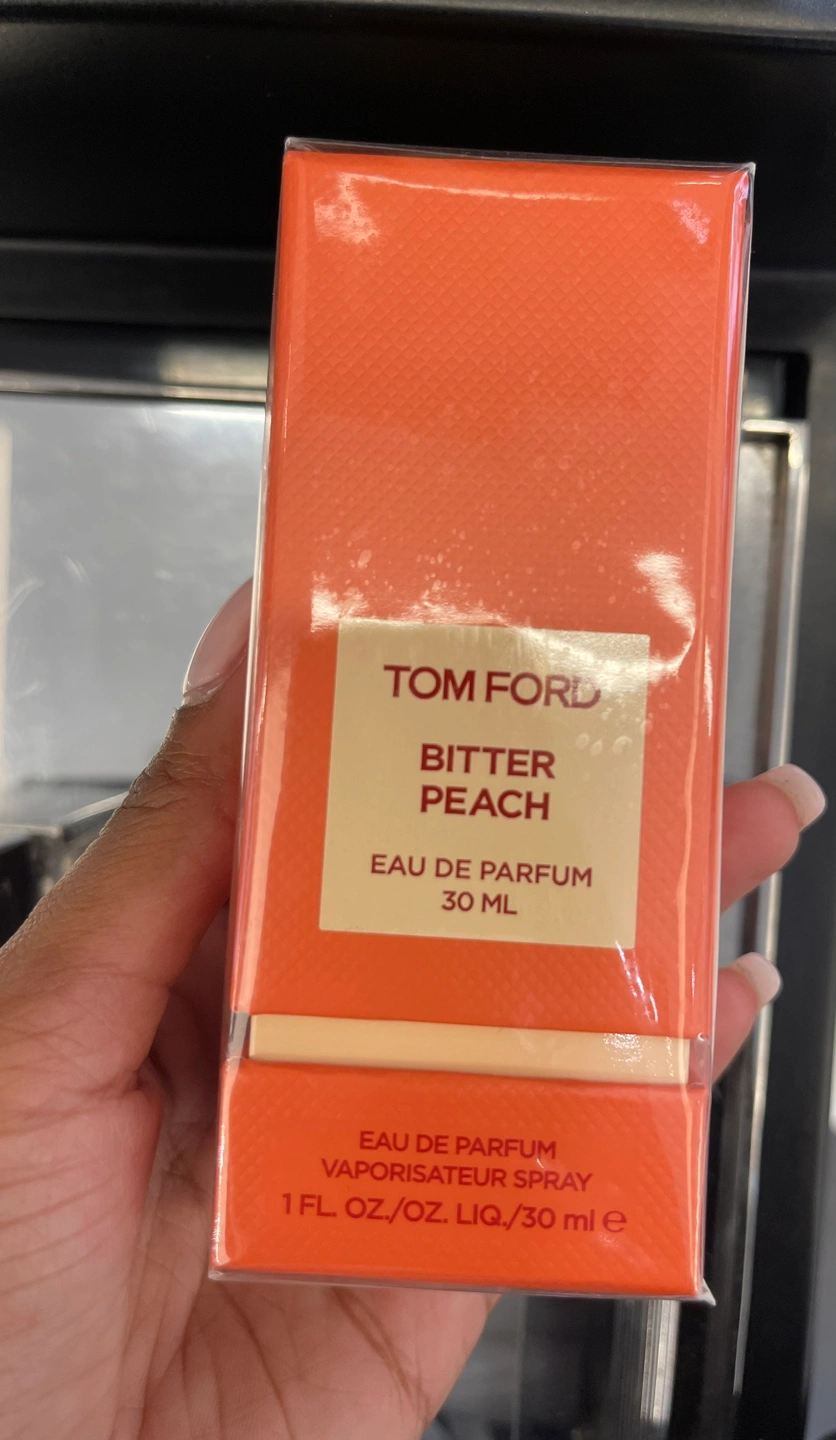 TOM FORD
BITTER
PEACH
EAU DE PARFUM
30 ML
EAU DE PARFUM
VAPORISATEUR SPRAY
1 FL. OZ./OZ. LIQ./30 ml ℮